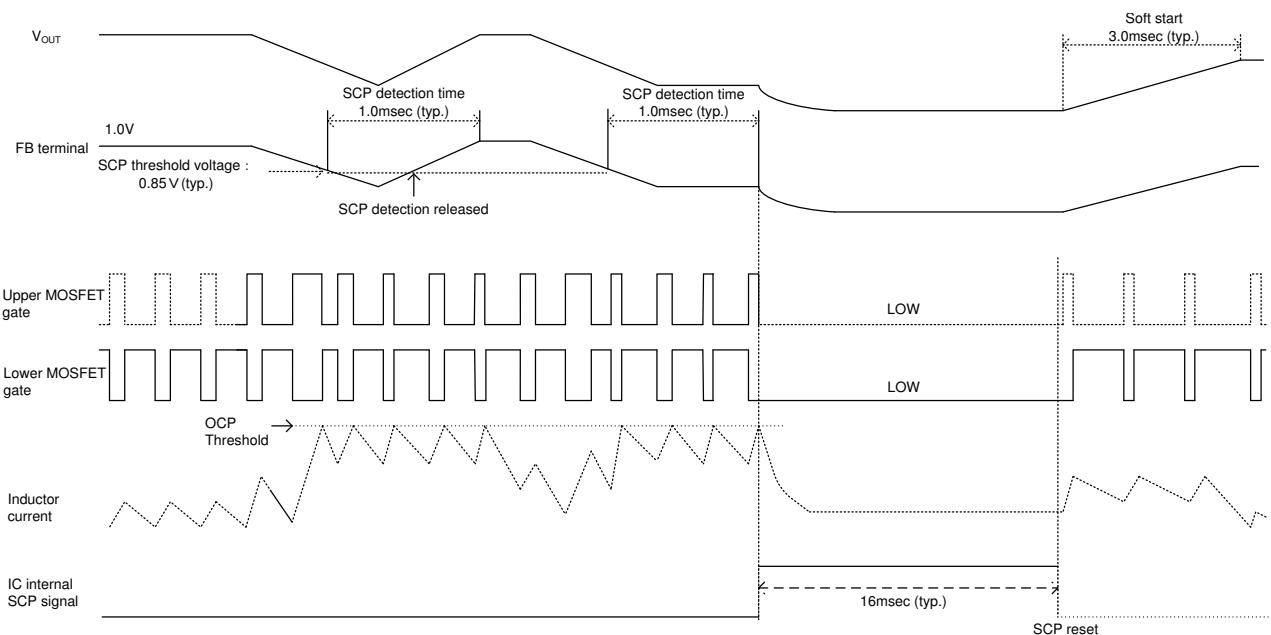 Soft start
3.0msec (typ.)
VOUT
SCP detection time
1.0msec (typ.)
SCP detection time
1.0msec (typ.)
1.0V
FB terminal
SCP threshold voltage :
0.85V (typ.)
SCP detection released
Upper MOSFET
gate
LOW
Lower MOSFET
gate
LOW
OCP
Threshold
Inductor
current
IC internal
SCP signal
16msec (typ.)
SCP reset